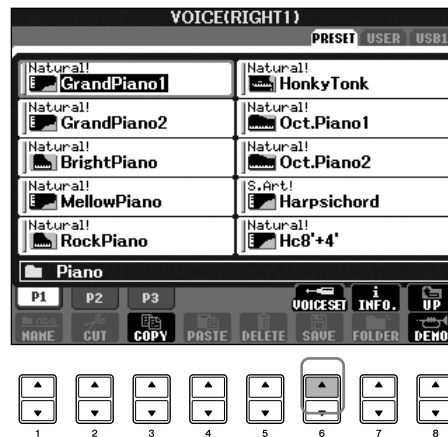 VOICE(RIGHT1)
PRESET USER USB1
Natural!
GrandPiano1
Natural!
HonkyTonk
Natural!
GrandPiano2
Natural!
Oct.Piano1
Natural!
BrightPiano
Natural!
Oct.Piano2
Natural!
MellowPiano
S.Art!
Harpsichord
Natural!
RockPiano
Natural!
Hc8'+4'
Piano
P1 P2 P3 VOICESET INFO. UP
NAME CUT COPY PASTE DELETE SAVE FOLDER DEMO
1 2 3 4 5 6 7 8